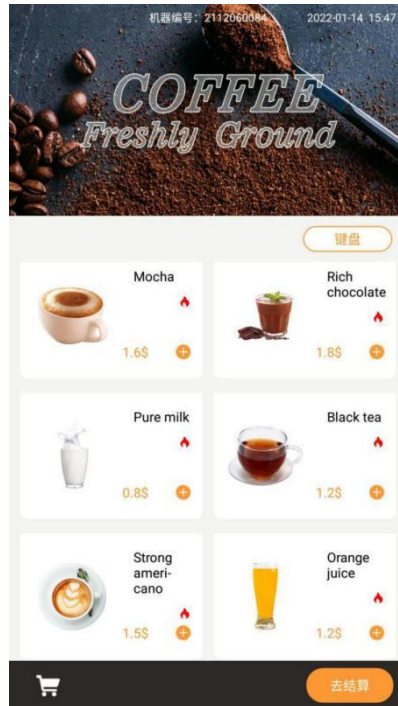 机器编号: 2112060084 2022-01-14 15:47
COFFEE
Freshly Ground
键盘
Mocha
1.6$
Rich
chocolate
1.8$
Pure milk
0.8$
Black tea
1.2$
Strong
ameri-
cano
1.5$
Orange
juice
1.2$
去结算